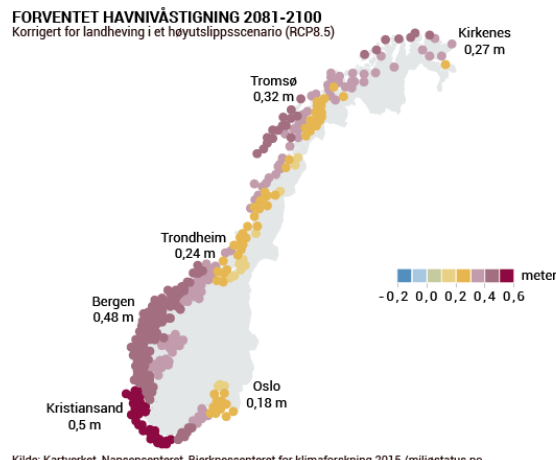 FORVENTET HAVNIVÅSTIGNING 2081-2100
Korrigert for landheving i et høyutslippsscenario (RCP8.5)
Kirkenes
0,27 m
Tromsø
0,32 m
Trondheim
0,24 m
Bergen
0,48 m
Oslo
0,18 m
Kristiansand
0,5 m
meter
-0,2 0,0 0,2 0,4 0,6
Kilde: Kartverket, Nansensenteret, Bjerknessenteret for klimaforskning 2015 /miljøstatus.no